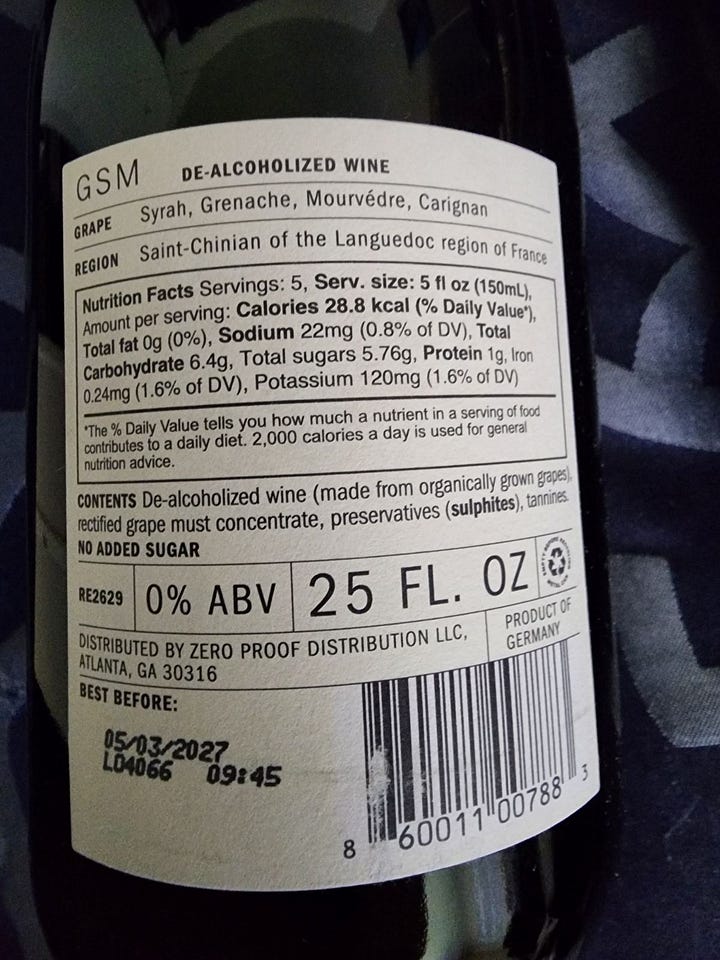 GSM DE-ALCOHOLIZED WINE
GRAPE Syrah, Grenache, Mourvédre, Carignan
REGION Saint-Chinian of the Languedoc region of France
Nutrition Facts Servings: 5, Serv. size: 5 fl oz (150mL),
Amount per serving: Calories 28.8 kcal (% Daily Value*),
Total fat 0g (0%), Sodium 22mg (0.8% of DV), Total
Carbohydrate 6.4g, Total sugars 5.76g, Protein 1g, Iron
0.24mg (1.6% of DV), Potassium 120mg (1.6% of DV)
*The % Daily Value tells you how much a nutrient in a serving of food
contributes to a daily diet. 2,000 calories a day is used for general
nutrition advice.
CONTENTS De-alcoholized wine (made from organically grown grapes),
rectified grape must concentrate, preservatives (sulphites), tannines.
NO ADDED SUGAR
RE2629 0% ABV 25 FL. OZ
DISTRIBUTED BY ZERO PROOF DISTRIBUTION LLC,
ATLANTA, GA 30316
PRODUCT OF
GERMANY
BEST BEFORE:
05/03/2027
L04066 09:45
8 60011 00788 3